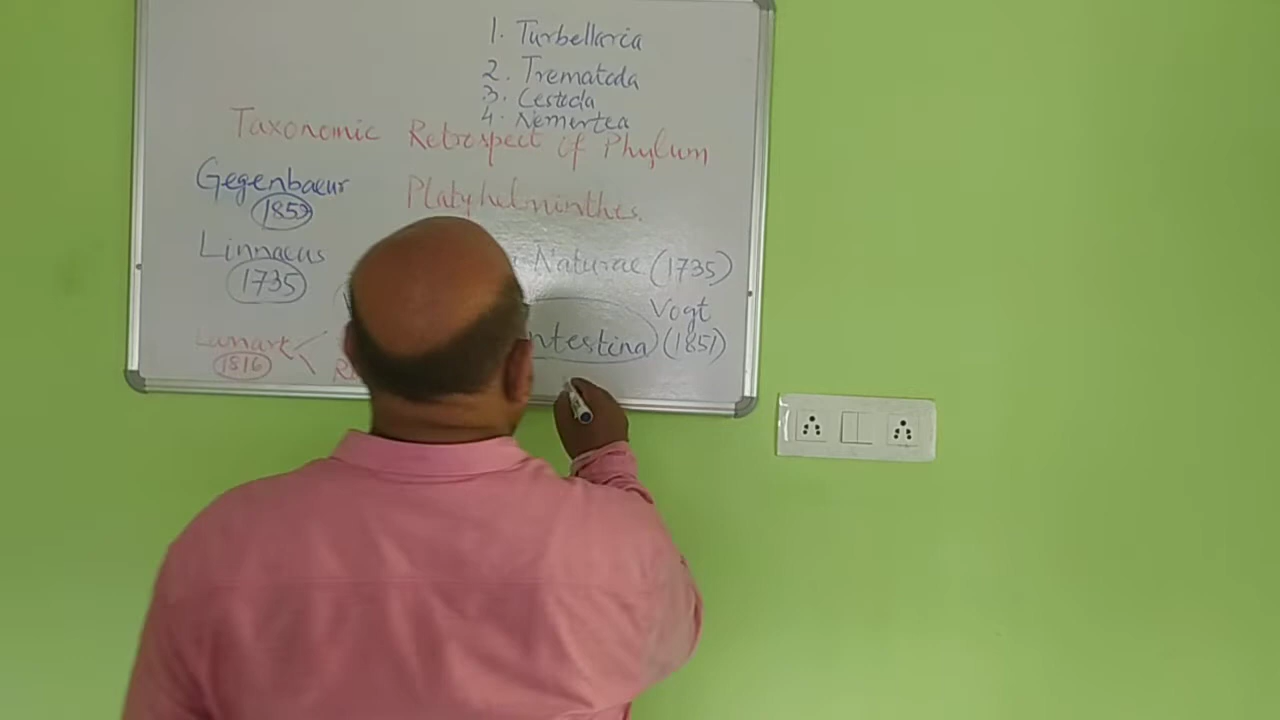 1. Turbellaria
2. Trematoda
3. Cestoda
4. Nemertea
Taxonomic Retrospect of Phylum
Platyhelminthes.
Gegenbaur
1859
Linnaeus
1735
Naturae (1735)
Vogt
ntestina (1851)
Lamark
1816